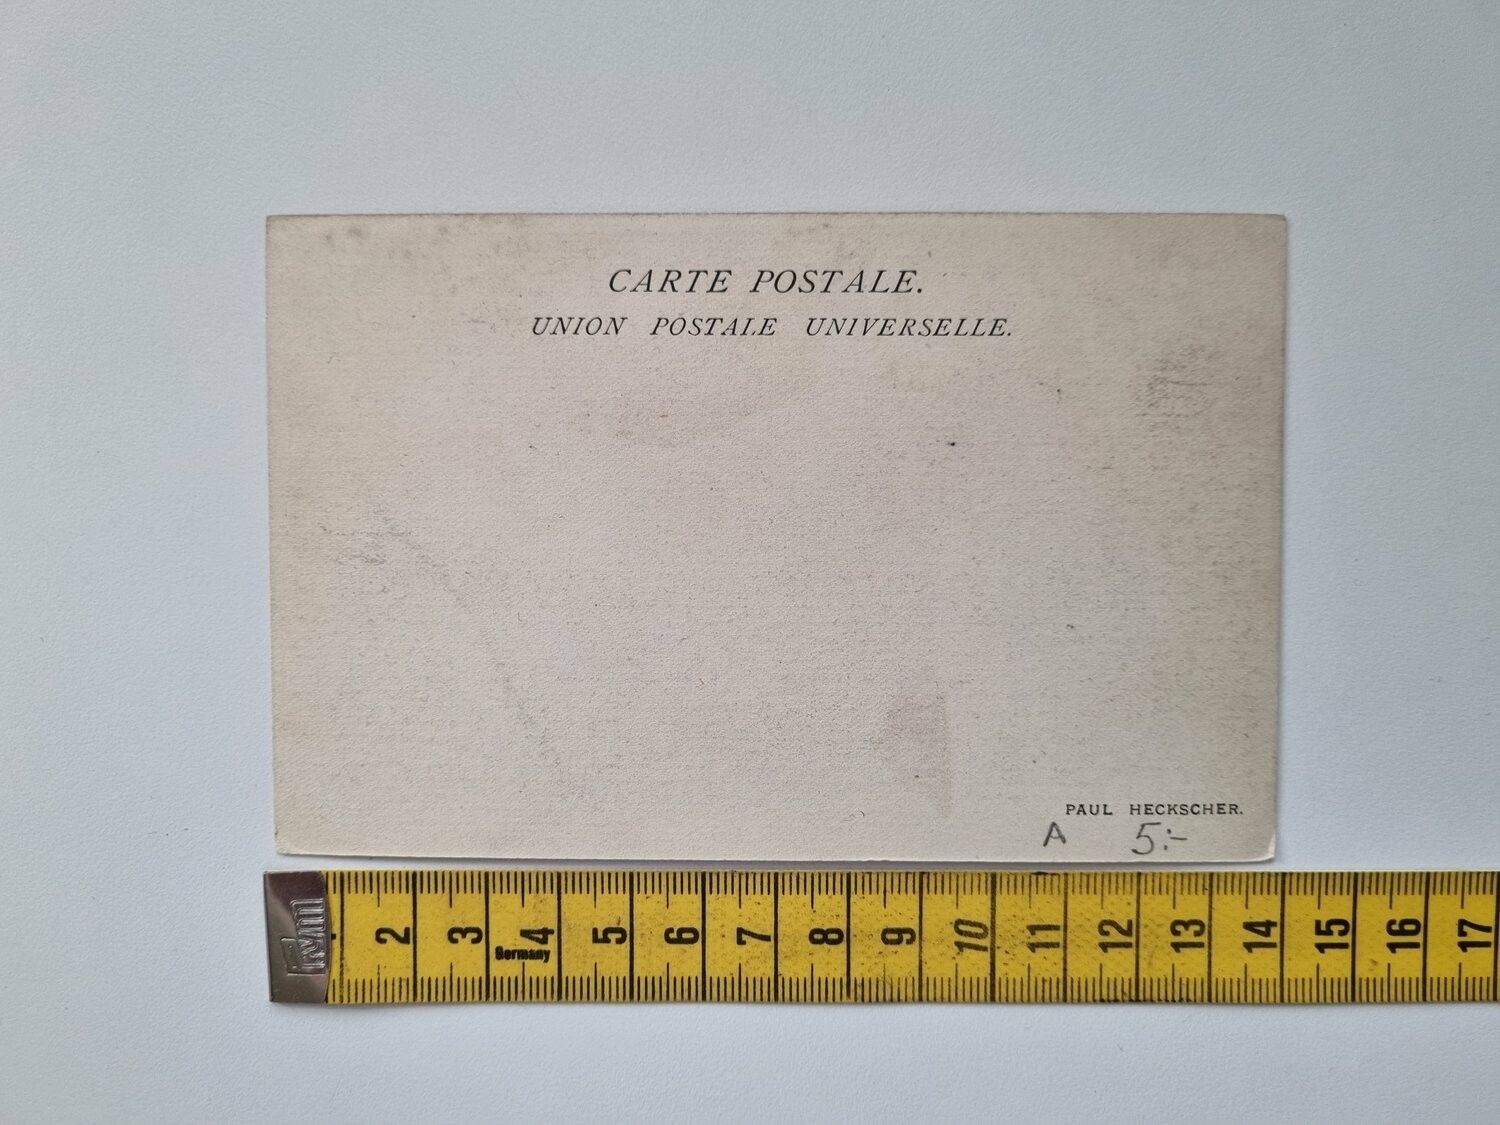 CARTE POSTALE.
UNION POSTALE UNIVERSELLE.
PAUL HECKSCHER.
A 5:-
2 3 4 5 6 7 8 9 10 11 12 13 14 15 16 17
Germany